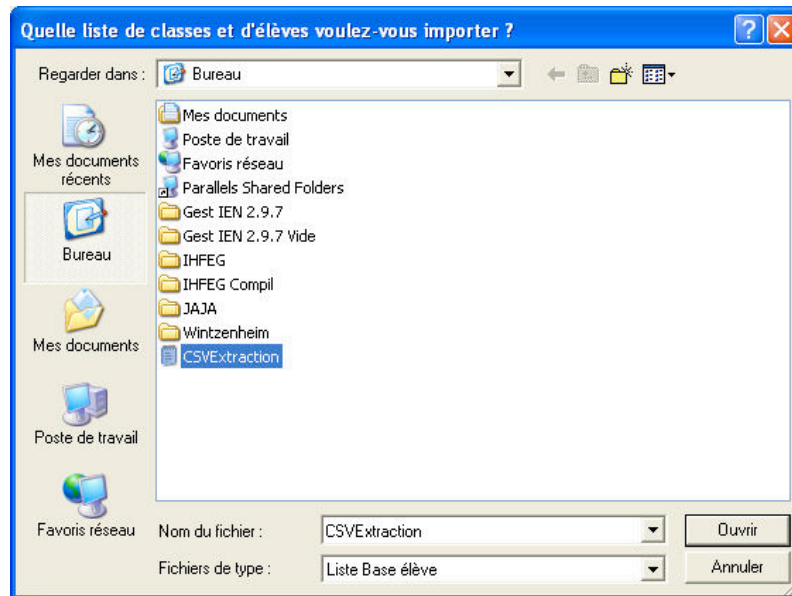 Quelle liste de classes et d'élèves voulez-vous importer ?
Regarder dans :
Bureau
Mes documents
récents
Bureau
Mes documents
Poste de travail
Favoris réseau
Mes documents
Poste de travail
Favoris réseau
Parallels Shared Folders
Gest IEN 2.9.7
Gest IEN 2.9.7 Vide
IHFEG
IHFEG Compil
JAJA
Wintzenheim
CSVExtraction
Nom du fichier :
CSVExtraction
Ouvrir
Fichiers de type :
Liste Base élève
Annuler